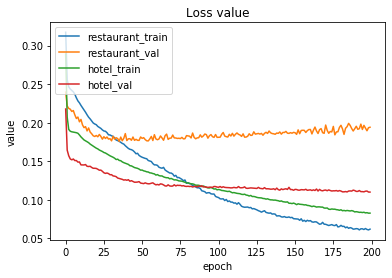 Loss value
restaurant_train
restaurant_val
hotel_train
hotel_val
value
0.30
0.25
0.20
0.15
0.10
0.05
0 25 50 75 100 125 150 175 200
epoch